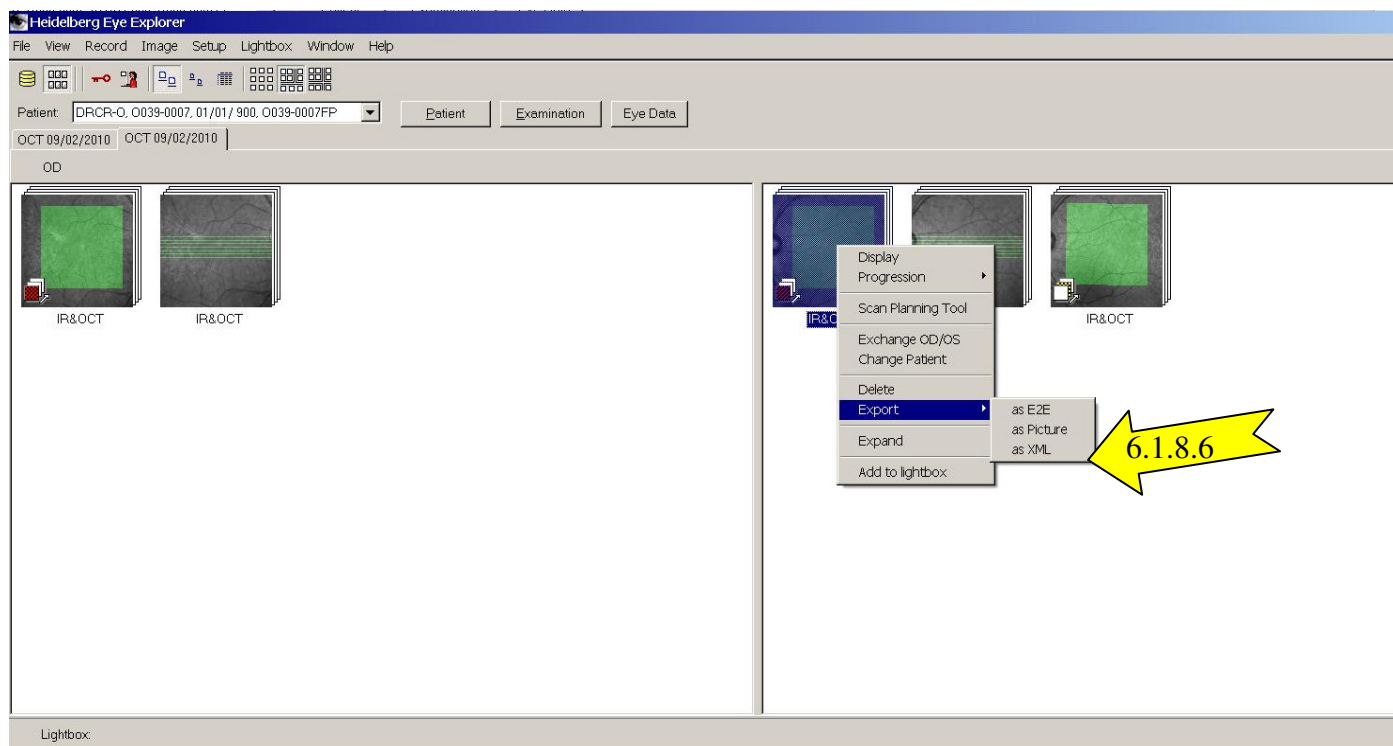 Heidelberg Eye Explorer
File View Record Image Setup Lightbox Window Help
Patient: DRCR-O, O039-0007, 01/01/ 900, O039-0007FP Patient Examination Eye Data
OCT 09/02/2010 OCT 09/02/2010
OD
IR&OCT IR&OCT IR&O IR&OCT
Display
Progression
Scan Planning Tool
Exchange OD/OS
Change Patient
Delete
Export
Expand
Add to lightbox
as E2E
as Picture
as XML
6.1.8.6
Lightbox: